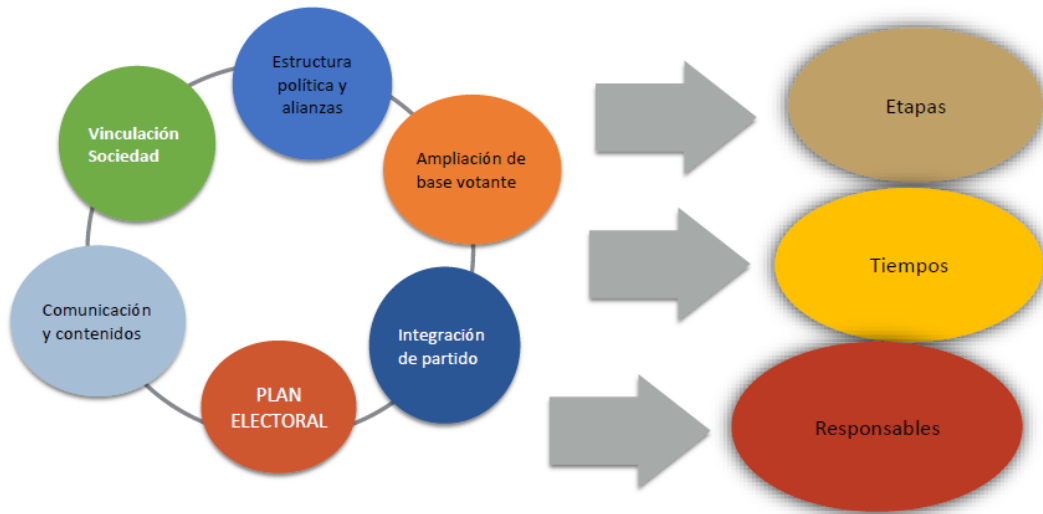 Estructura
política y
alianzas
Vinculación
Sociedad
Ampliación de
base votante
Comunicación
y contenidos
Integración
de partido
PLAN
ELECTORAL
Etapas
Tiempos
Responsables